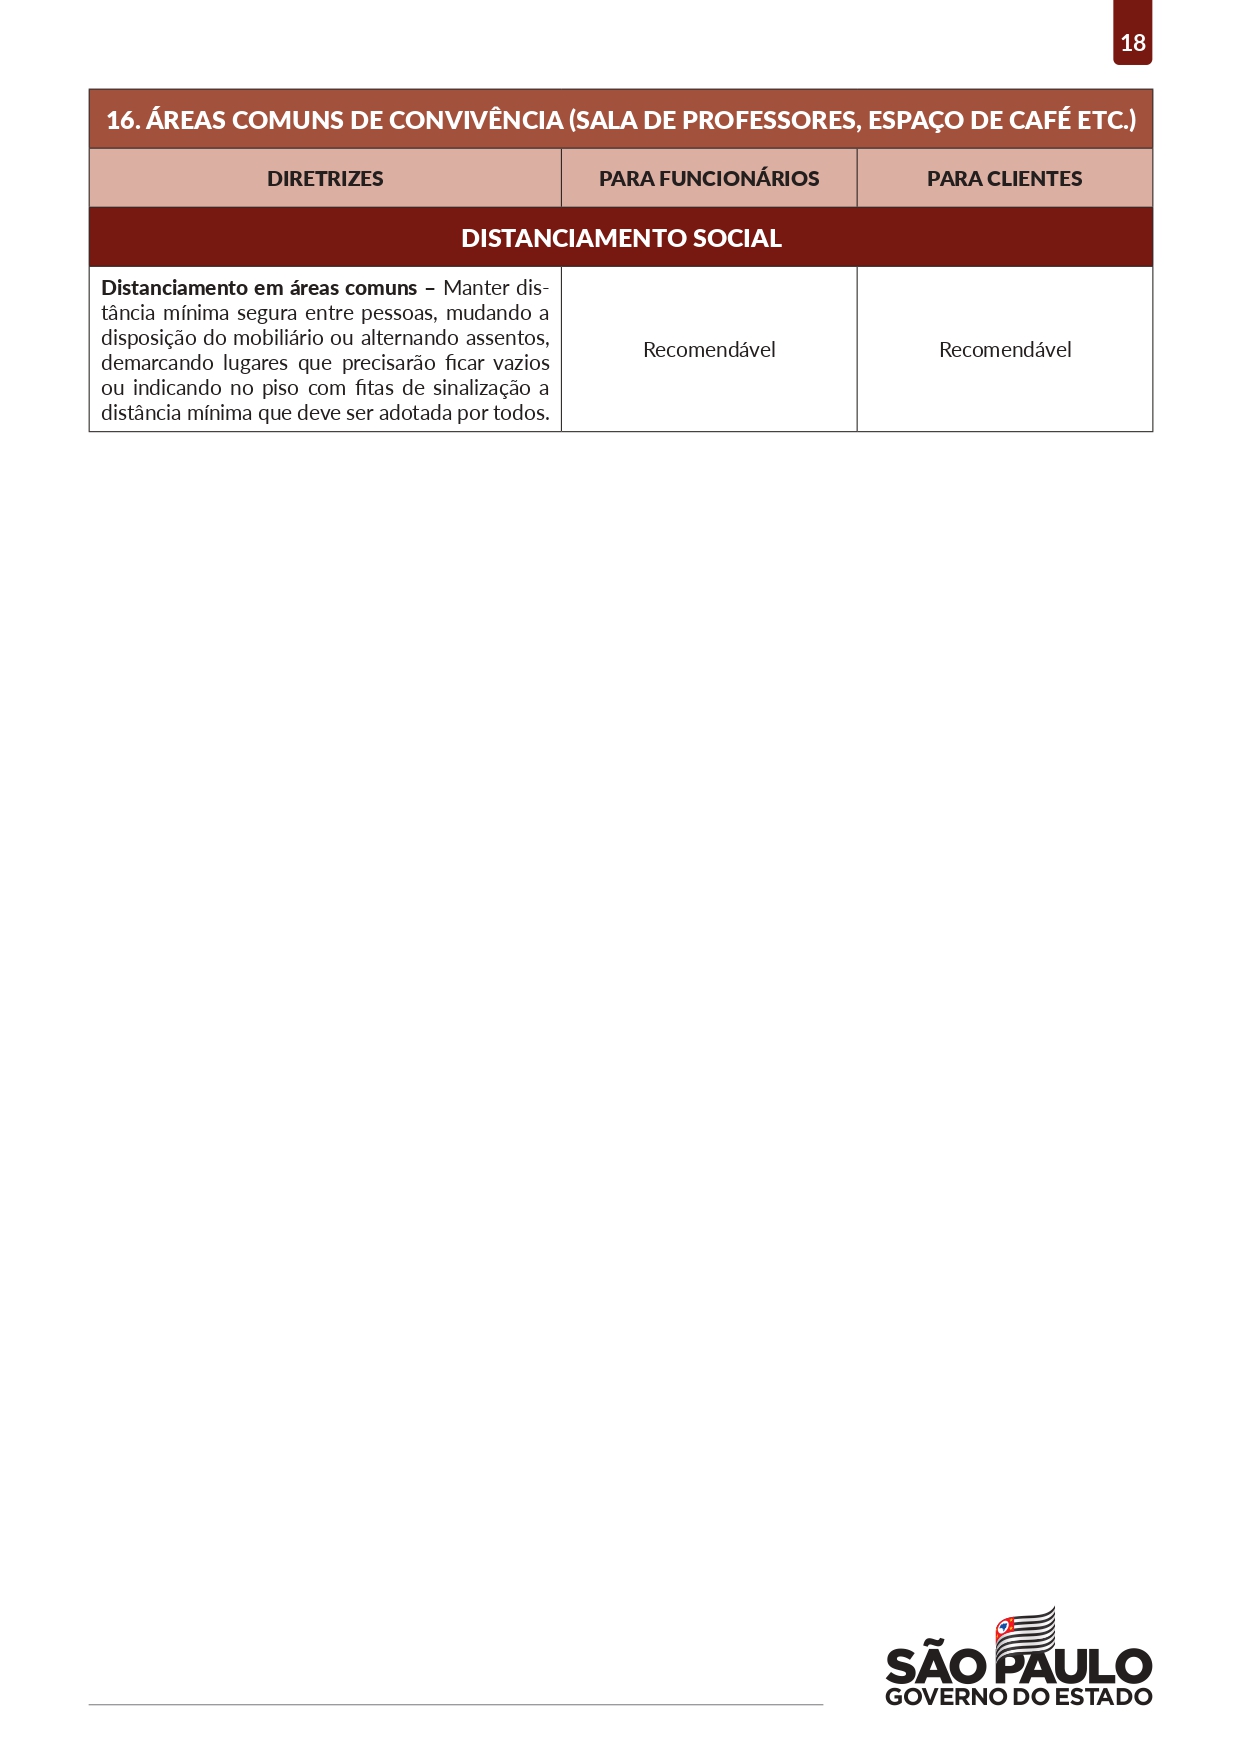 18
16. ÁREAS COMUNS DE CONVIVÊNCIA (SALA DE PROFESSORES, ESPAÇO DE CAFÉ ETC.)
DIRETRIZES
PARA FUNCIONÁRIOS
PARA CLIENTES
DISTANCIAMENTO SOCIAL
Distanciamento em áreas comuns – Manter dis-
tância mínima segura entre pessoas, mudando a
disposição do mobiliário ou alternando assentos,
demarcando lugares que precisarão ficar vazios
ou indicando no piso com fitas de sinalização a
distância mínima que deve ser adotada por todos.
Recomendável
Recomendável
SÃO PAULO
GOVERNO DO ESTADO